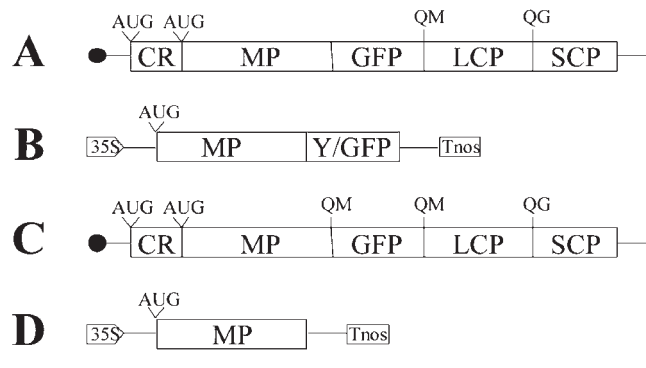 QM QG
AUG AUG
A CR MP GFP LCP SCP
AUG
B 35S MP Y/GFP Tnos
AUG AUG QM QM QG
C CR MP GFP LCP SCP
AUG
D 35S MP Tnos